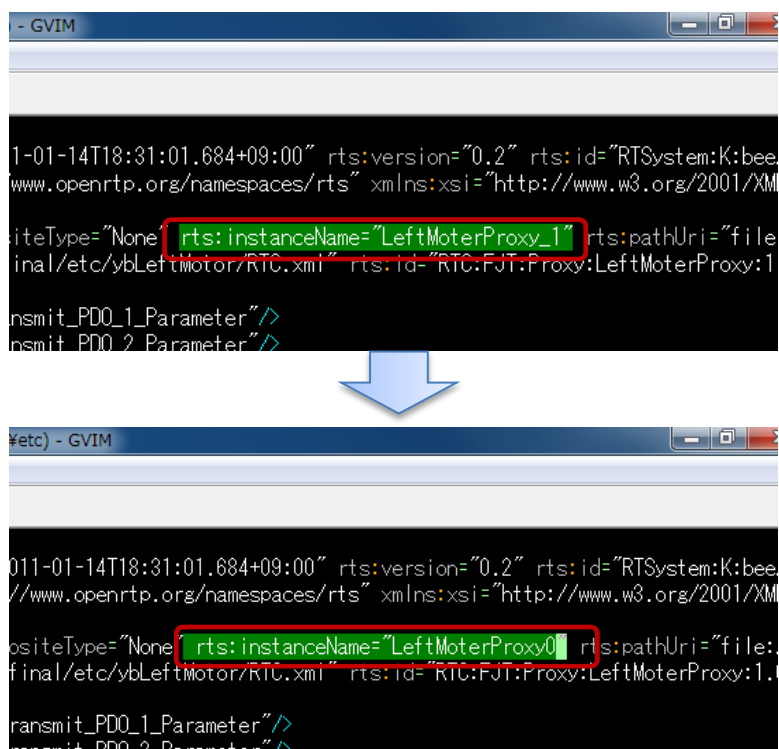 ) - GVIM
1-01-14T18:31:01.684+09:00" rts:version="0.2" rts:id="RTSystem:K:bee.
www.openrtp.org/namespaces/rts" xmlns:xsi="http://www.w3.org/2001/XM
siteType="None" rts:instanceName="LeftMoterProxy_1" rts:pathUri="file
inal/etc/ybLeftMotor/RTC.xml" rts:id="RTC:FJT:Proxy:LeftMoterProxy:1
nsmit_PDO_1_Parameter"/>
nsmit_PDO_2_Parameter"/>
¥etc) - GVIM
011-01-14T18:31:01.684+09:00" rts:version="0.2" rts:id="RTSystem:K:bee.
//www.openrtp.org/namespaces/rts" xmlns:xsi="http://www.w3.org/2001/XM
ositeType="None" rts:instanceName="LeftMoterProxy0" rts:pathUri="file:.
final/etc/ybLeftMotor/RTC.xml" rts:id="RTC:FJT:Proxy:LeftMoterProxy:1.
ransmit_PDO_1_Parameter"/>